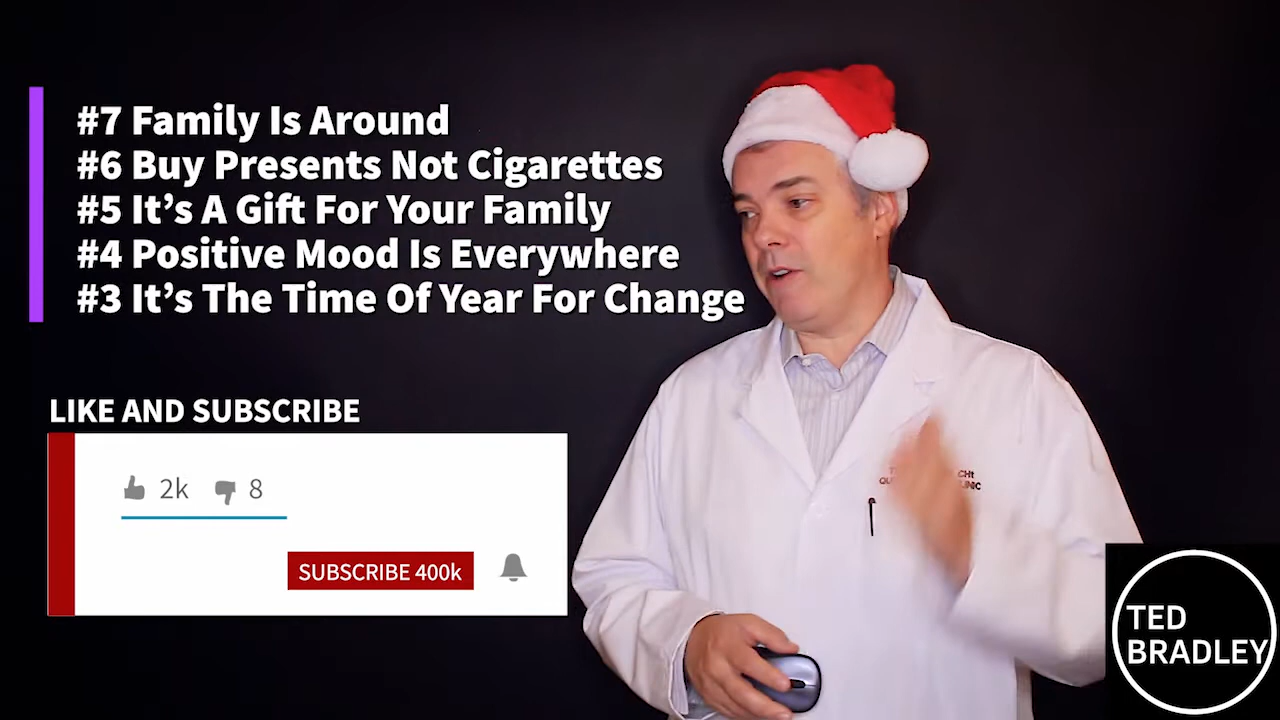 #7 Family Is Around
#6 Buy Presents Not Cigarettes
#5 It’s A Gift For Your Family
#4 Positive Mood Is Everywhere
#3 It’s The Time Of Year For Change
LIKE AND SUBSCRIBE
2k 8
SUBSCRIBE 400k
TED
BRADLEY